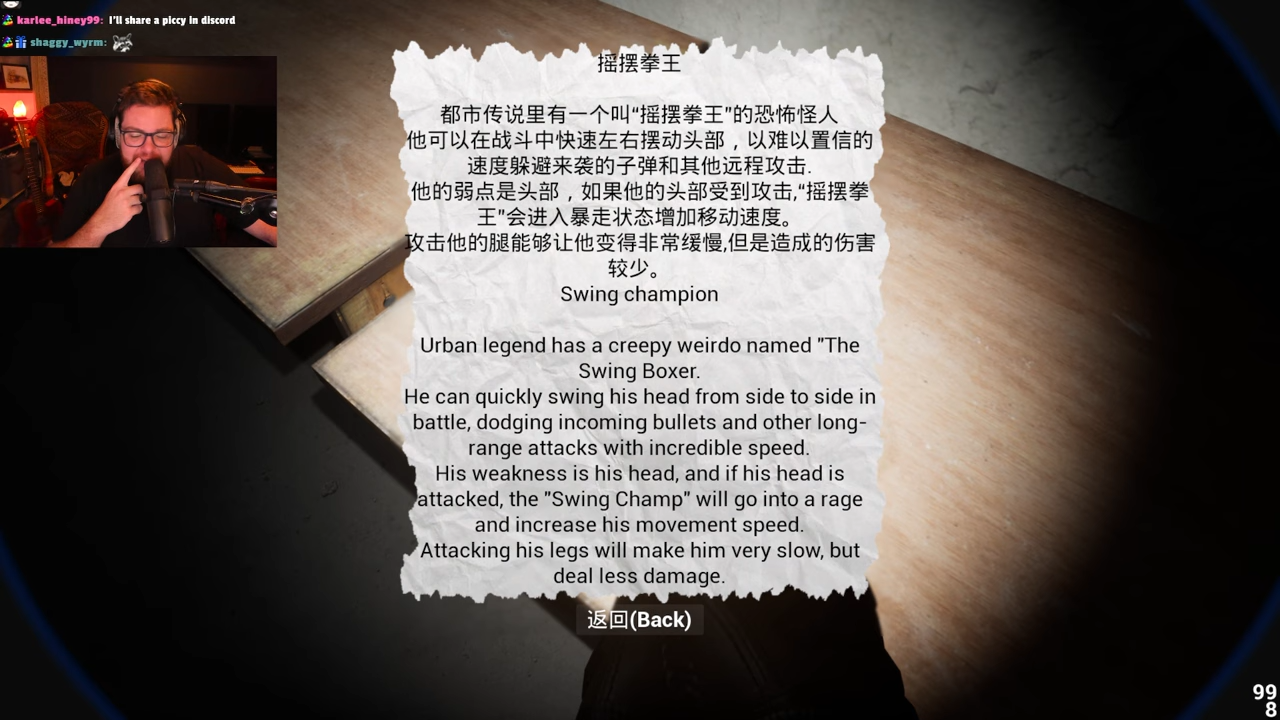 karlee_hiney99: I'll share a piccy in discord
shaggy_wyrm:
摇摆拳王
都市传说里有一个叫“摇摆拳王”的恐怖怪人
他可以在战斗中快速左右摆动头部，以难以置信的
速度躲避来袭的子弹和其他远程攻击.
他的弱点是头部，如果他的头部受到攻击,“摇摆拳
王”会进入暴走状态增加移动速度。
攻击他的腿能够让他变得非常缓慢,但是造成的伤害
较少。
Swing champion
Urban legend has a creepy weirdo named "The
Swing Boxer.
He can quickly swing his head from side to side in
battle, dodging incoming bullets and other long-
range attacks with incredible speed.
His weakness is his head, and if his head is
attacked, the "Swing Champ" will go into a rage
and increase his movement speed.
Attacking his legs will make him very slow, but
deal less damage.
返回(Back)
99
8